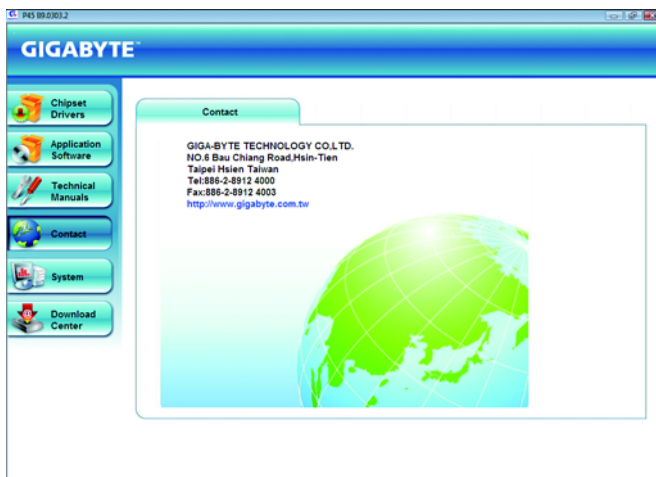 P45 B9.0303.2
GIGABYTE™
Chipset
Drivers
Application
Software
Technical
Manuals
Contact
System
Download
Center
Contact
GIGA-BYTE TECHNOLOGY CO,LTD.
NO.6 Bau Chiang Road,Hsin-Tien
Taipei Hsien Taiwan
Tel:886-2-8912 4000
Fax:886-2-8912 4003
http://www.gigabyte.com.tw